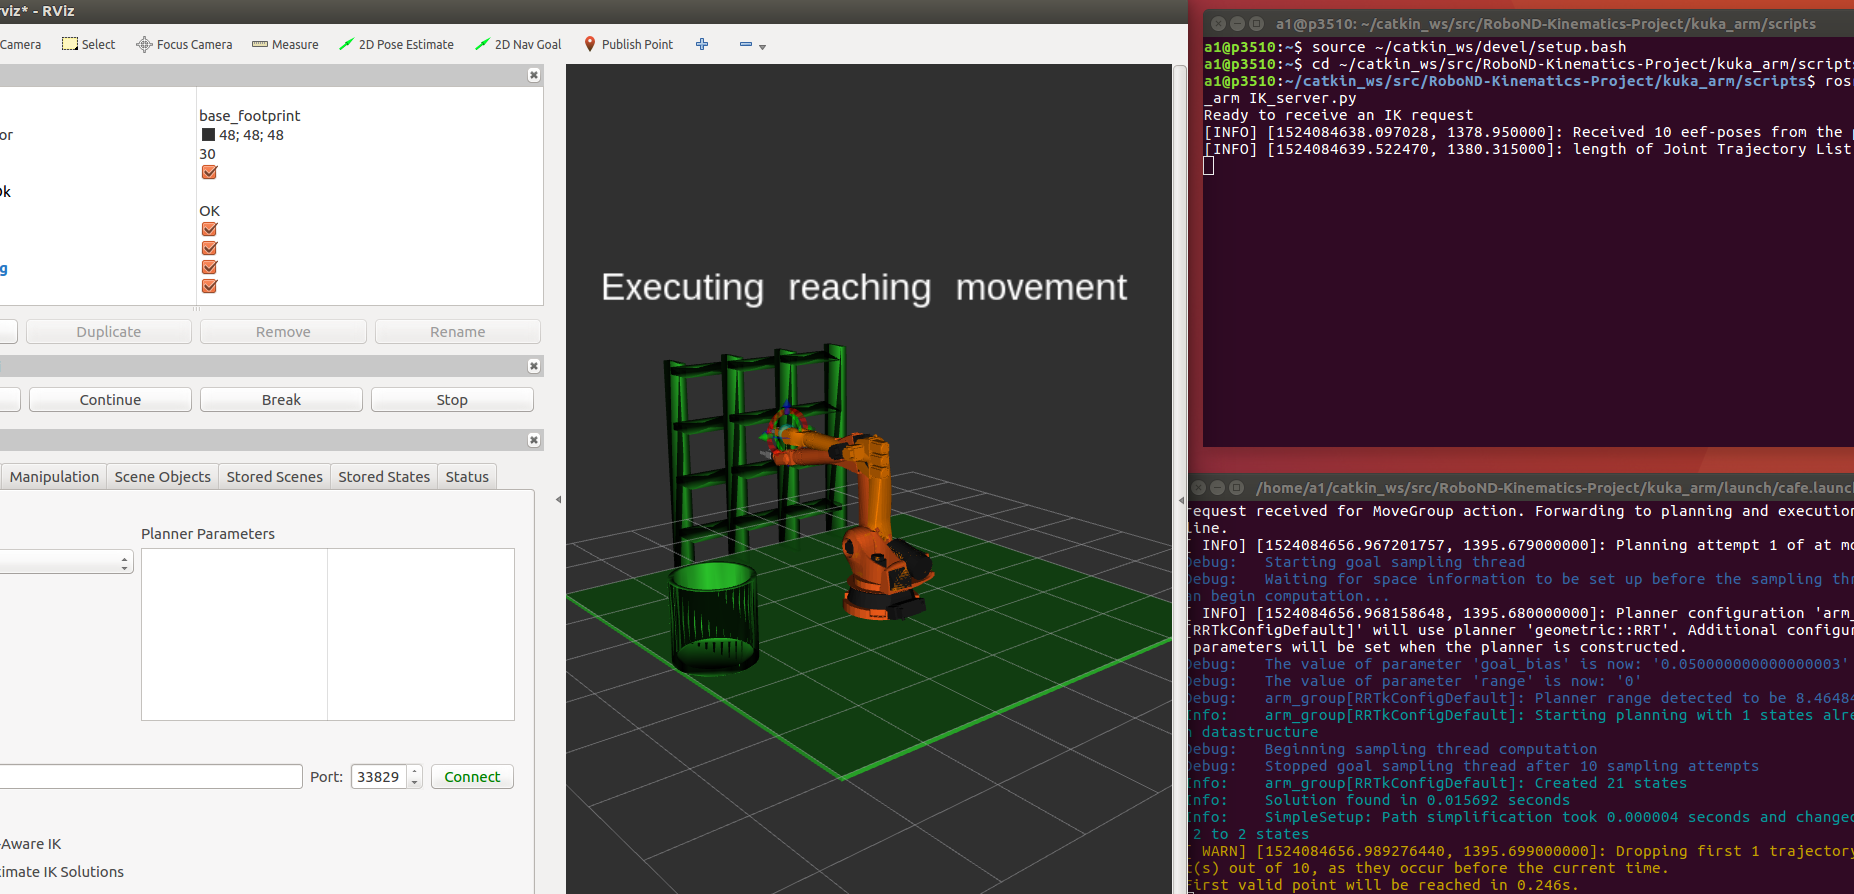 rviz* - RViz
Camera
Select
Focus Camera
Measure
2D Pose Estimate
2D Nav Goal
Publish Point
base_footprint
or
48; 48; 48
30
Ok
OK
g
Duplicate
Remove
Rename
Continue
Break
Stop
Manipulation
Scene Objects
Stored Scenes
Stored States
Status
Planner Parameters
Port:
33829
Connect
-Aware IK
imate IK Solutions
Executing reaching movement
a1@p3510: ~/catkin_ws/src/RoboND-Kinematics-Project/kuka_arm/scripts
a1@p3510:~$ source ~/catkin_ws/devel/setup.bash
a1@p3510:~$ cd ~/catkin_ws/src/RoboND-Kinematics-Project/kuka_arm/scripts
a1@p3510:~/catkin_ws/src/RoboND-Kinematics-Project/kuka_arm/scripts$ ros
_arm IK_server.py
Ready to receive an IK request
[INFO] [1524084638.097028, 1378.950000]: Received 10 eef-poses from the
[INFO] [1524084639.522470, 1380.315000]: length of Joint Trajectory List
/home/a1/catkin_ws/src/RoboND-Kinematics-Project/kuka_arm/launch/cafe.launch
request received for MoveGroup action. Forwarding to planning and execution
line.
[ INFO] [1524084656.967201757, 1395.679000000]: Planning attempt 1 of at mo
Debug:   Starting goal sampling thread
Debug:   Waiting for space information to be set up before the sampling thr
an begin computation...
[ INFO] [1524084656.968158648, 1395.680000000]: Planner configuration 'arm_
[RRTkConfigDefault]' will use planner 'geometric::RRT'. Additional configur
parameters will be set when the planner is constructed.
Debug:   The value of parameter 'goal_bias' is now: '0.050000000000000003'
Debug:   The value of parameter 'range' is now: '0'
Debug:   arm_group[RRTkConfigDefault]: Planner range detected to be 8.46484
Info:    arm_group[RRTkConfigDefault]: Starting planning with 1 states alre
n datastructure
Debug:   Beginning sampling thread computation
Debug:   Stopped goal sampling thread after 10 sampling attempts
Info:    arm_group[RRTkConfigDefault]: Created 21 states
Info:    Solution found in 0.015692 seconds
Info:    SimpleSetup: Path simplification took 0.000004 seconds and changed
2 to 2 states
[ WARN] [1524084656.989276440, 1395.699000000]: Dropping first 1 trajectory
t(s) out of 10, as they occur before the current time.
First valid point will be reached in 0.246s.